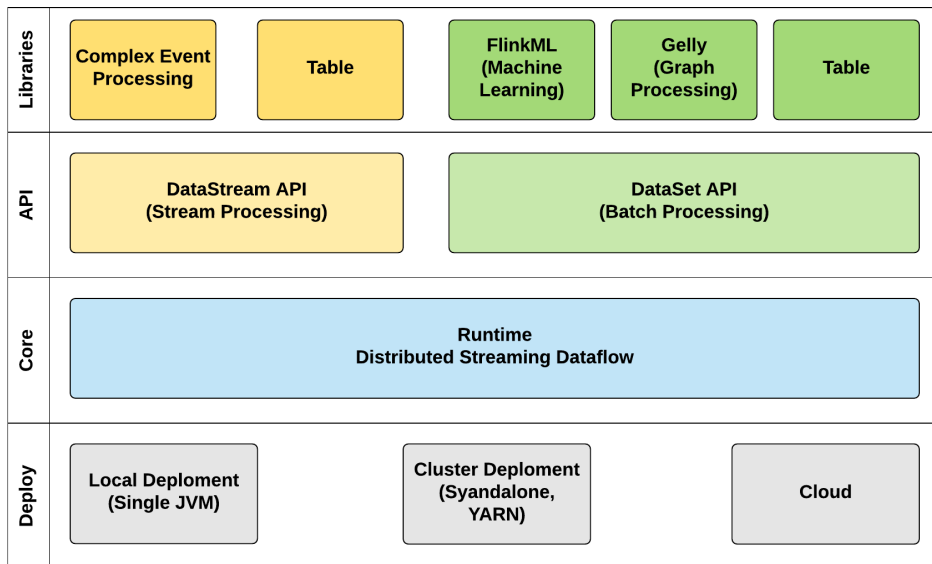 Libraries
Complex Event
Processing
Table
FlinkML
(Machine
Learning)
Gelly
(Graph
Processing)
Table
API
DataStream API
(Stream Processing)
DataSet API
(Batch Processing)
Core
Runtime
Distributed Streaming Dataflow
Deploy
Local Deploment
(Single JVM)
Cluster Deploment
(Syandalone,
YARN)
Cloud